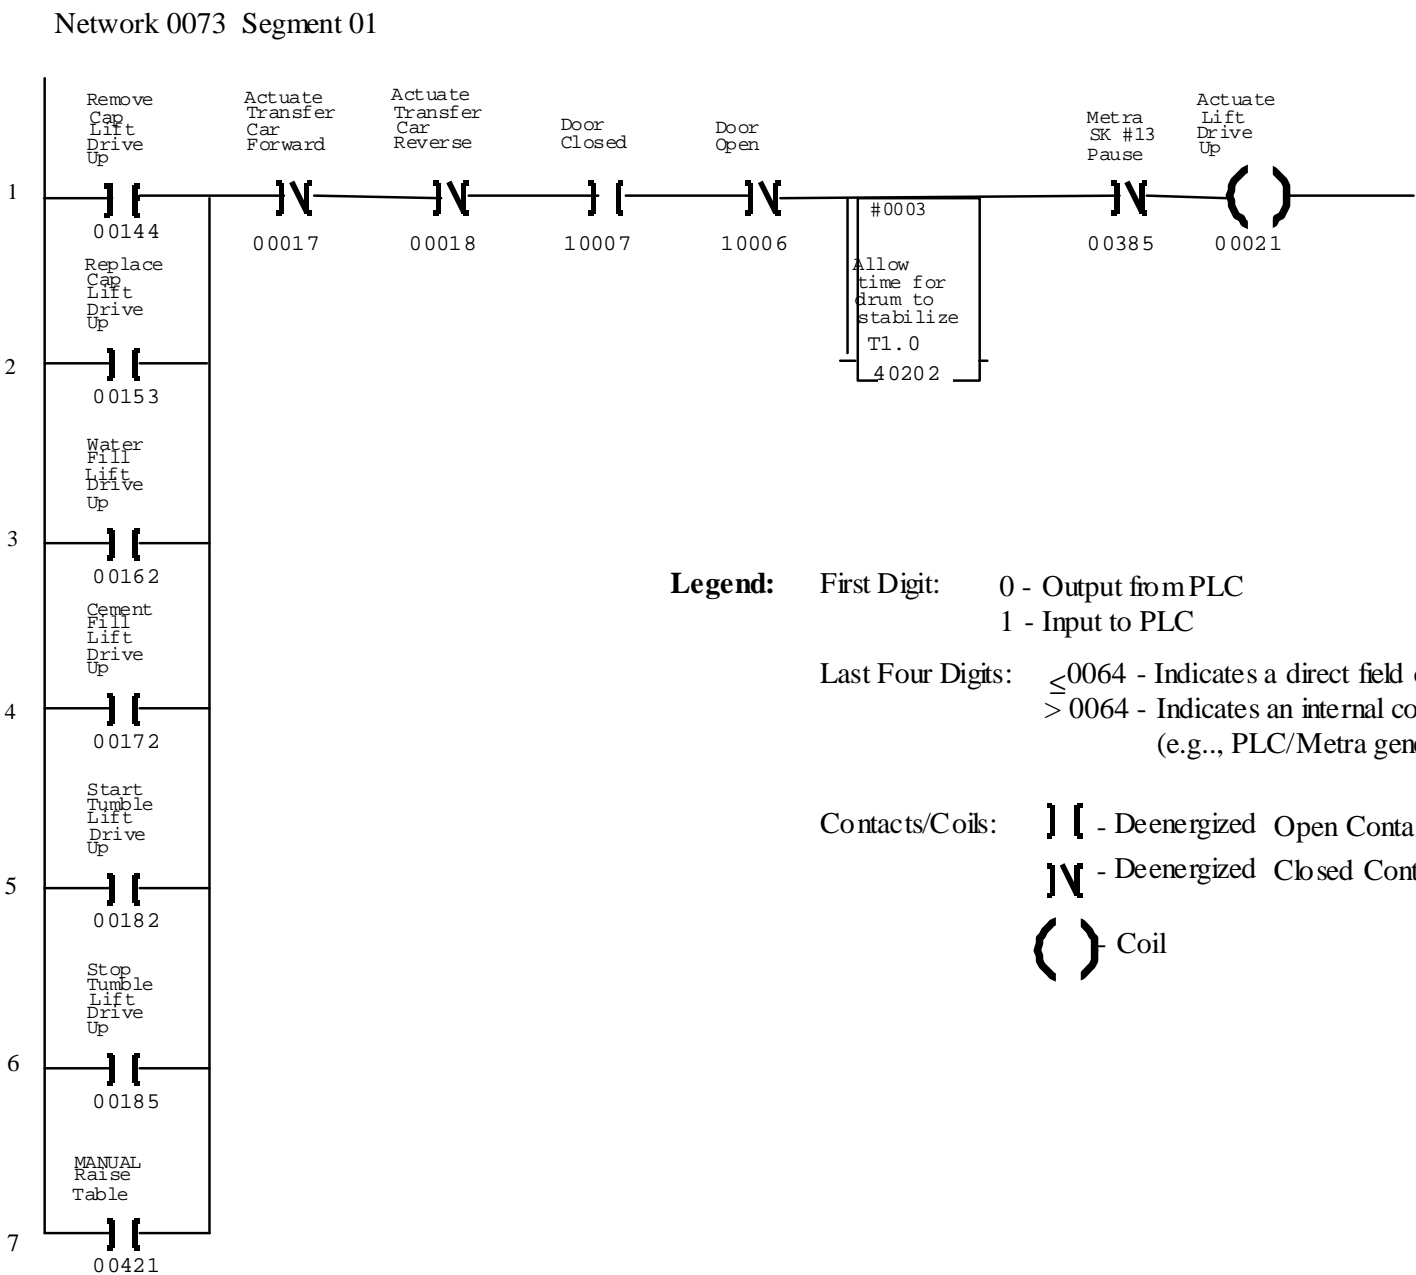 Network 0073 Segment 01
Remove
Cap
Lift
Drive
Up
Actuate
Transfer
Car
Forward
Actuate
Transfer
Car
Reverse
Door
Closed
Door
Open
Metra
SK #13
Pause
Actuate
Lift
Drive
Up
1
00144
00017
00018
10007
10006
#0003
Allow
time for
drum to
stabilize
T1.0
40202
00385
00021
Replace
Cap
Lift
Drive
Up
2
00153
Water
Fill
Lift
Drive
Up
3
00162
Cement
Fill
Lift
Drive
Up
4
00172
Start
Tumble
Lift
Drive
Up
5
00182
Stop
Tumble
Lift
Drive
Up
6
00185
MANUAL
Raise
Table
7
00421
Legend:
First Digit: 0 - Output from PLC
1 - Input to PLC
Last Four Digits: ≤0064 - Indicates a direct field
> 0064 - Indicates an internal co
(e.g.., PLC/Metra gen
Contacts/Coils: ] [ - Deenergized Open Conta
]\[ - Deenergized Closed Cont
( ) - Coil